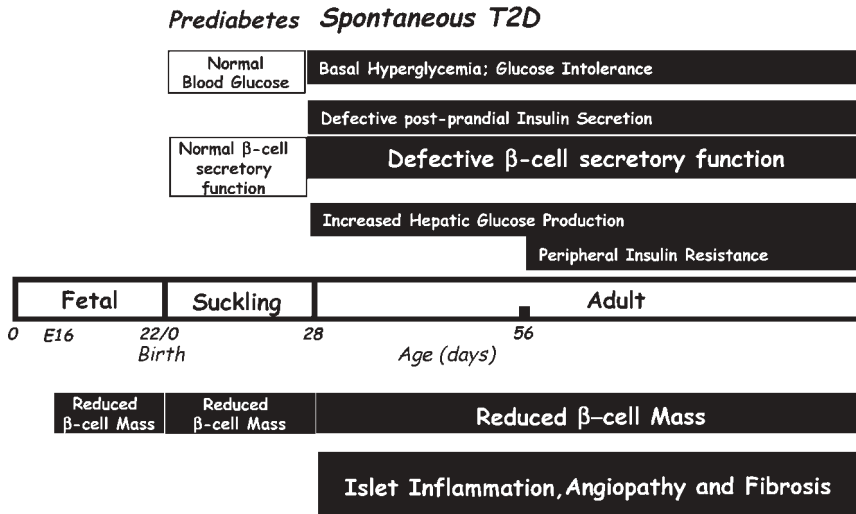 Prediabetes Spontaneous T2D
Normal
Blood Glucose
Basal Hyperglycemia; Glucose Intolerance
Defective post-prandial Insulin Secretion
Normal β-cell
secretory
function
Defective β-cell secretory function
Increased Hepatic Glucose Production
Peripheral Insulin Resistance
Fetal Suckling Adult
0 E16 22/0 28 56
Birth Age (days)
Reduced
β-cell Mass
Reduced
β-cell Mass
Reduced β–cell Mass
Islet Inflammation, Angiopathy and Fibrosis